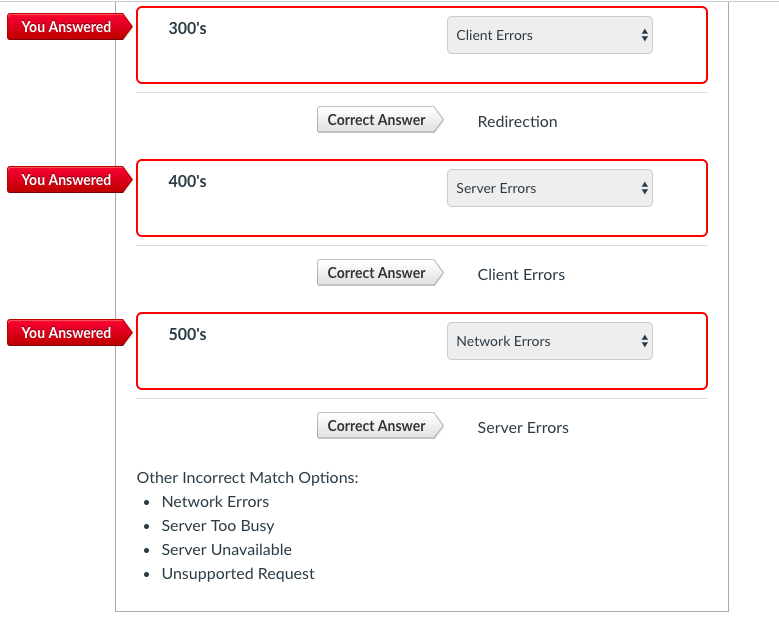 You Answered
300's
Client Errors
Correct Answer
Redirection
You Answered
400's
Server Errors
Correct Answer
Client Errors
You Answered
500's
Network Errors
Correct Answer
Server Errors
Other Incorrect Match Options:
• Network Errors
• Server Too Busy
• Server Unavailable
• Unsupported Request